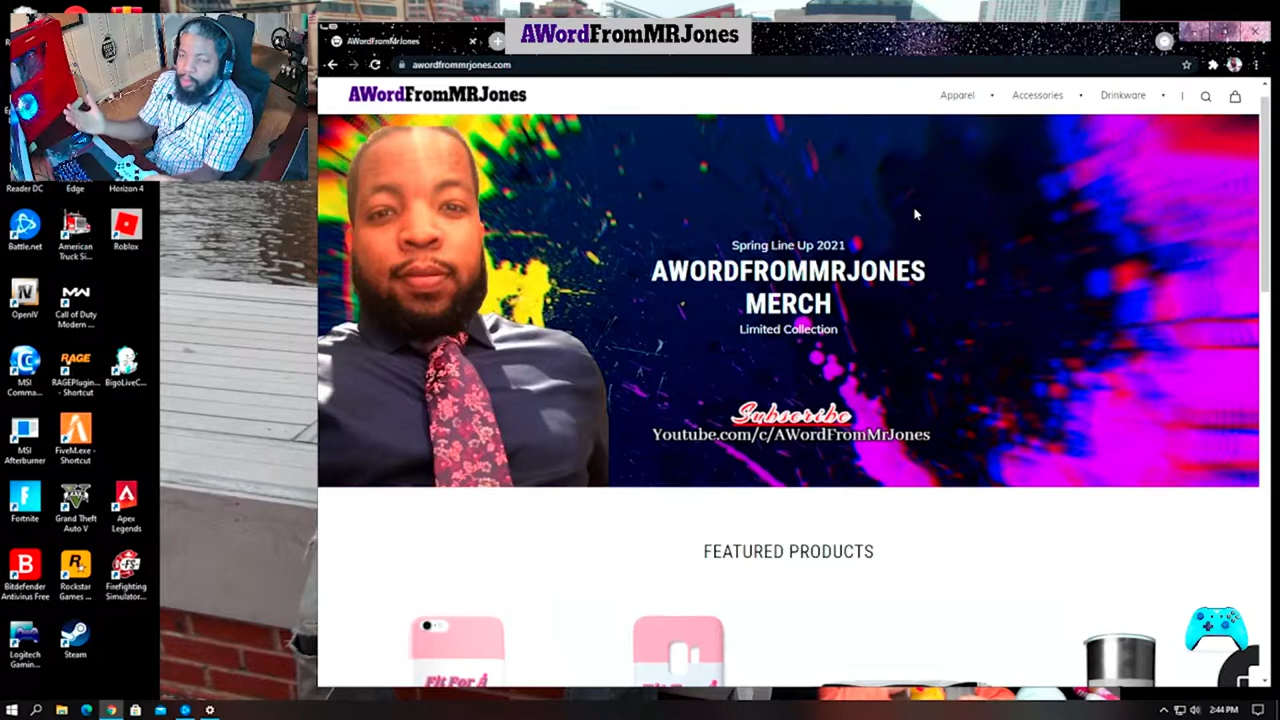 AWordFromMRJones
AWordFromMRJones
awordfrommrjones.com
AWordFromMRJones
Apparel
Accessories
Drinkware
Spring Line Up 2021
AWORDFROMMRJONES
MERCH
Limited Collection
Subscribe
Youtube.com/c/AWordFromMrJones
FEATURED PRODUCTS
Fit For A
Reader DC
Edge
Horizon 4
Battle.net
American
Truck Si...
Roblox
OpenIV
Call of Duty
Modern ...
MSI
Comma...
RAGEPlugin...
- Shortcut
BigoLiveC...
MSI
Afterburner
FiveM.exe -
Shortcut
Fortnite
Grand Theft
Auto V
Apex
Legends
Bitdefender
Antivirus Free
Rockstar
Games ...
Firefighting
Simulator...
Logitech
Gamin...
Steam
2:44 PM